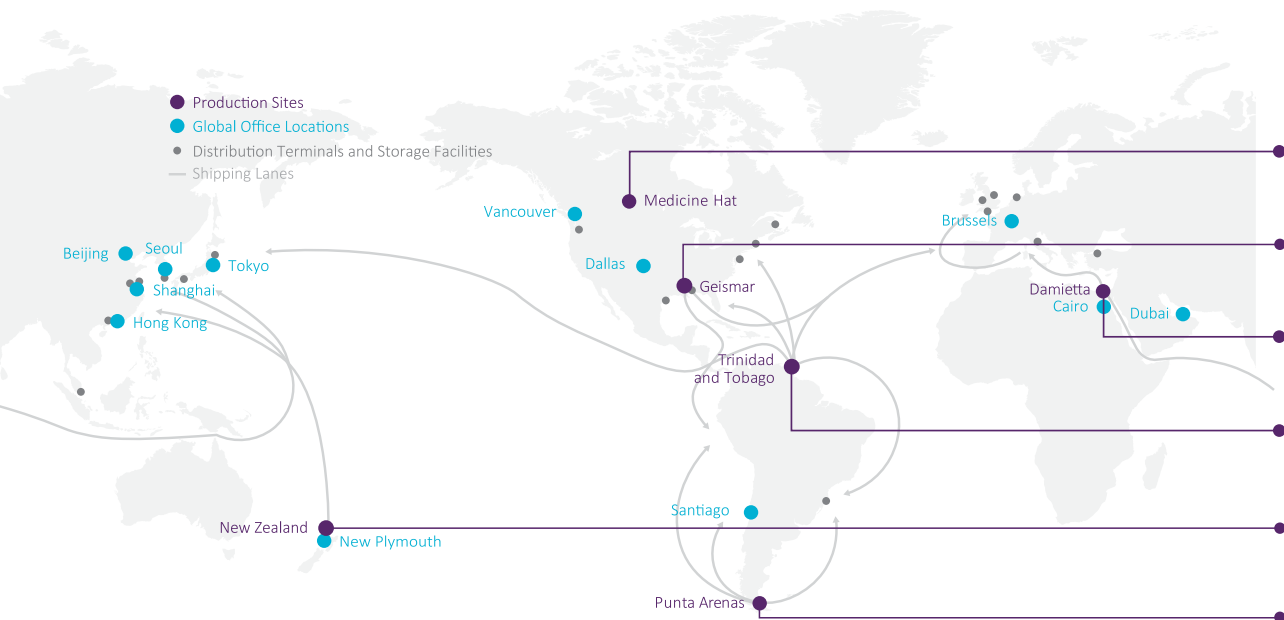 Production Sites
Global Office Locations
Distribution Terminals and Storage Facilities
Shipping Lanes
Medicine Hat
Vancouver
Brussels
Beijing
Seoul
Tokyo
Dallas
Geismar
Shanghai
Damietta
Cairo
Dubai
Hong Kong
Trinidad
and Tobago
Santiago
New Zealand
New Plymouth
Punta Arenas